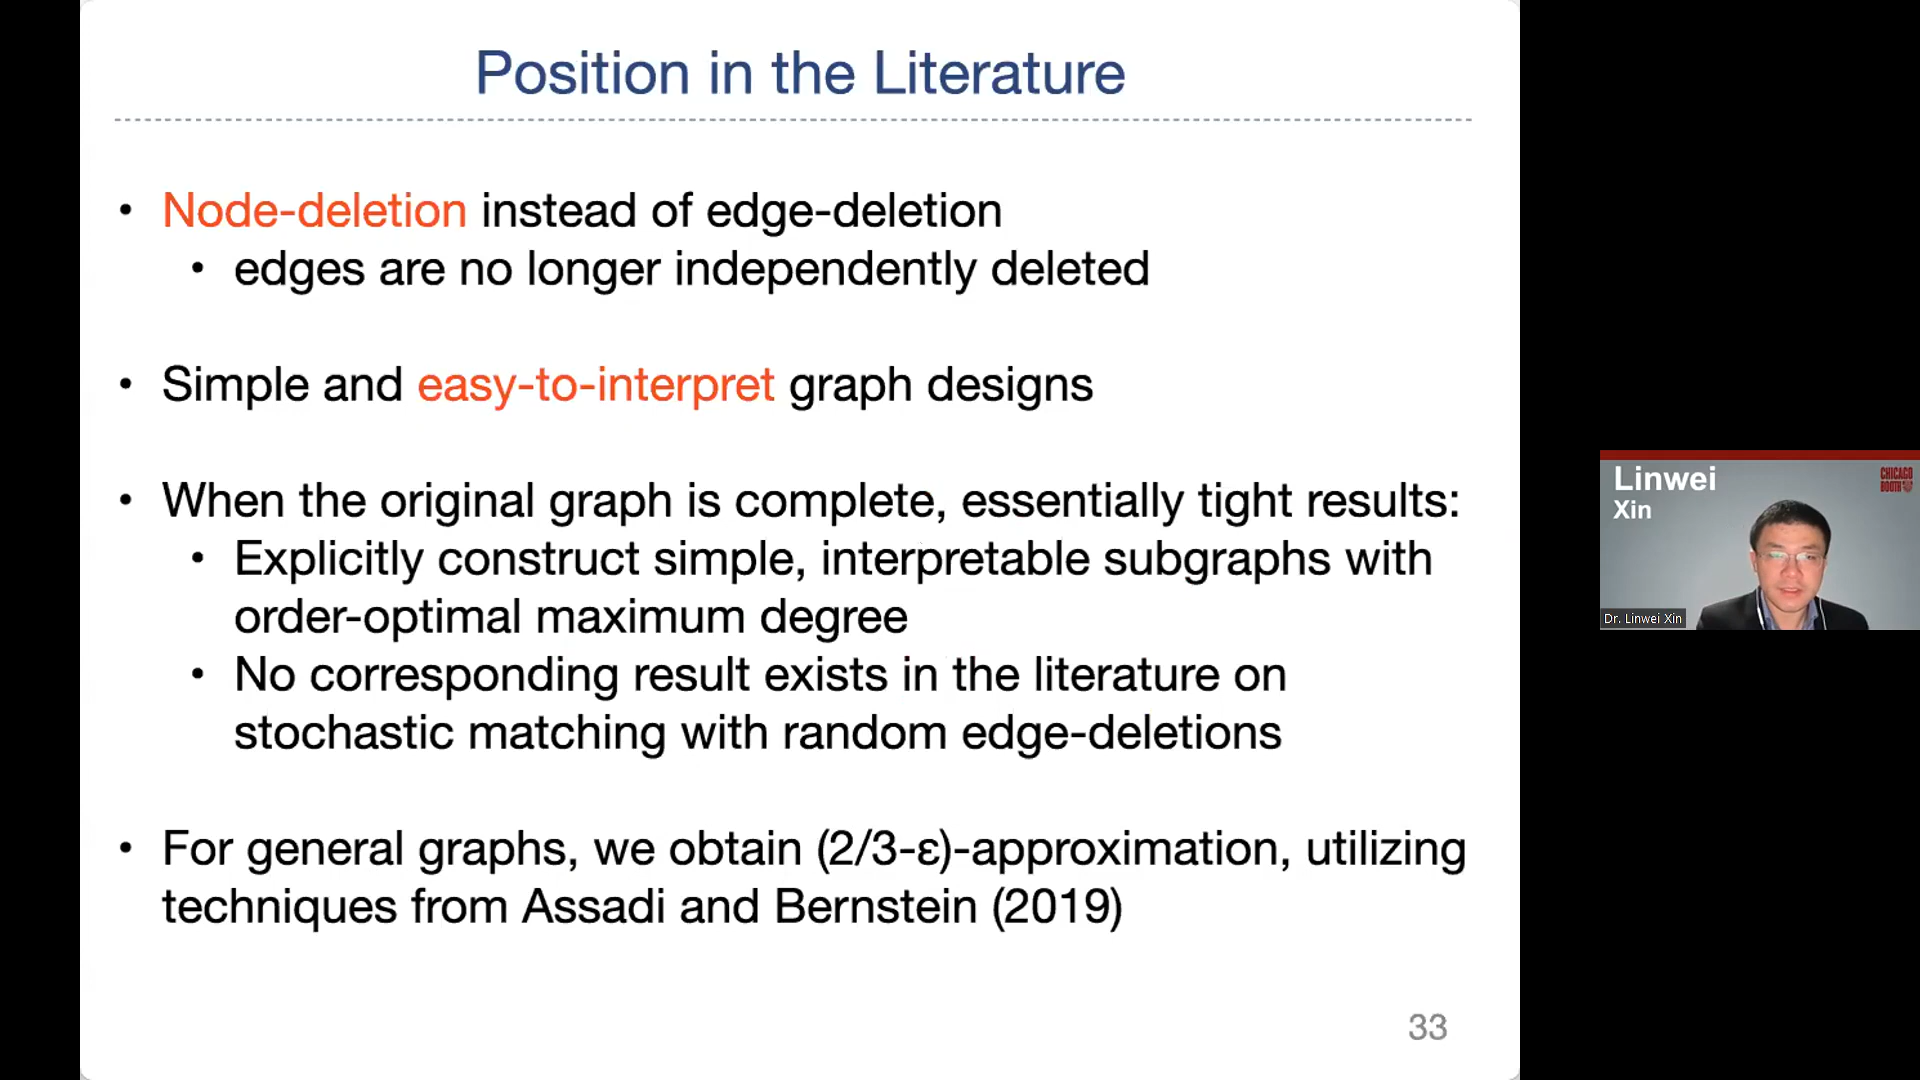 Position in the Literature
• Node-deletion instead of edge-deletion
• edges are no longer independently deleted
• Simple and easy-to-interpret graph designs
• When the original graph is complete, essentially tight results:
• Explicitly construct simple, interpretable subgraphs with
order-optimal maximum degree
• No corresponding result exists in the literature on
stochastic matching with random edge-deletions
• For general graphs, we obtain (2/3-ε)-approximation, utilizing
techniques from Assadi and Bernstein (2019)
33
Linwei
Xin
CHICAGO
BOOTH
Dr. Linwei Xin